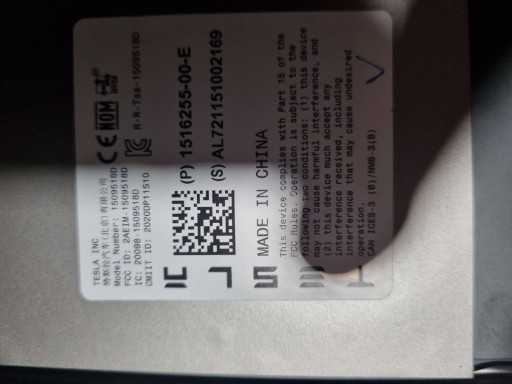 TESLA INC
特斯拉汽车(北京)有限公司
Model Number: 1509518D
FCC ID: 2AEIM-1509518D
IC: 20098-1509518D
CMIIT ID: 2020DP11510
CE NOM
R-R-Tsa-1509518D
(P) 1516255-00-E
(S) AL721151002169
MADE IN CHINA
This device complies with Part 15 of the
FCC Rules. Operation is subject to the
following two conditions: (1) this device
may not cause harmful interference, and
(2) this device much accept any
interference received, including
interference that may cause undesired
operation.
CAN ICES-3 (B)/NMB-3(B)